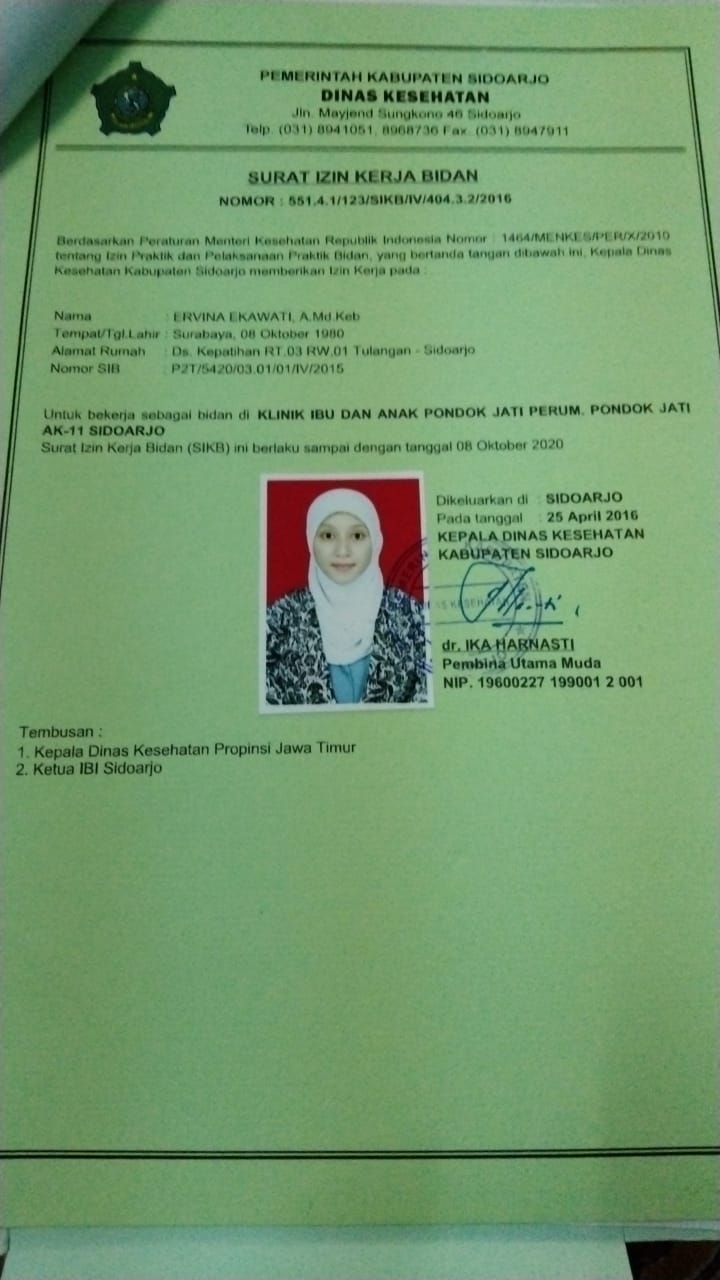 PEMERINTAH KABUPATEN SIDOARJO
DINAS KESEHATAN
Jln. Mayjend Sungkono 46 Sidoarjo
Telp. (031) 8941051, 8968736 Fax. (031) 8947911
SURAT IZIN KERJA BIDAN
NOMOR : 551.4.1/123/SIKB/IV/404.3.2/2016
Berdasarkan Peraturan Menteri Kesehatan Republik Indonesia Nomor : 1464/MENKES/PER/X/2010
tentang Izin Praktik dan Pelaksanaan Praktik Bidan, yang bertanda tangan dibawah ini, Kepala Dinas
Kesehatan Kabupaten Sidoarjo memberikan Izin Kerja pada :
Nama : ERVINA EKAWATI, A.Md.Keb
Tempat/Tgl.Lahir : Surabaya, 08 Oktober 1980
Alamat Rumah : Ds. Kepatihan RT.03 RW.01 Tulangan - Sidoarjo
Nomor SIB : P2T/5420/03.01/01/IV/2015
Untuk bekerja sebagai bidan di KLINIK IBU DAN ANAK PONDOK JATI PERUM. PONDOK JATI
AK-11 SIDOARJO
Surat Izin Kerja Bidan (SIKB) ini berlaku sampai dengan tanggal 08 Oktober 2020
Dikeluarkan di : SIDOARJO
Pada tanggal : 25 April 2016
KEPALA DINAS KESEHATAN
KABUPATEN SIDOARJO
dr. IKA HARNASTI
Pembina Utama Muda
NIP. 19600227 199001 2 001
Tembusan :
1. Kepala Dinas Kesehatan Propinsi Jawa Timur
2. Ketua IBI Sidoarjo